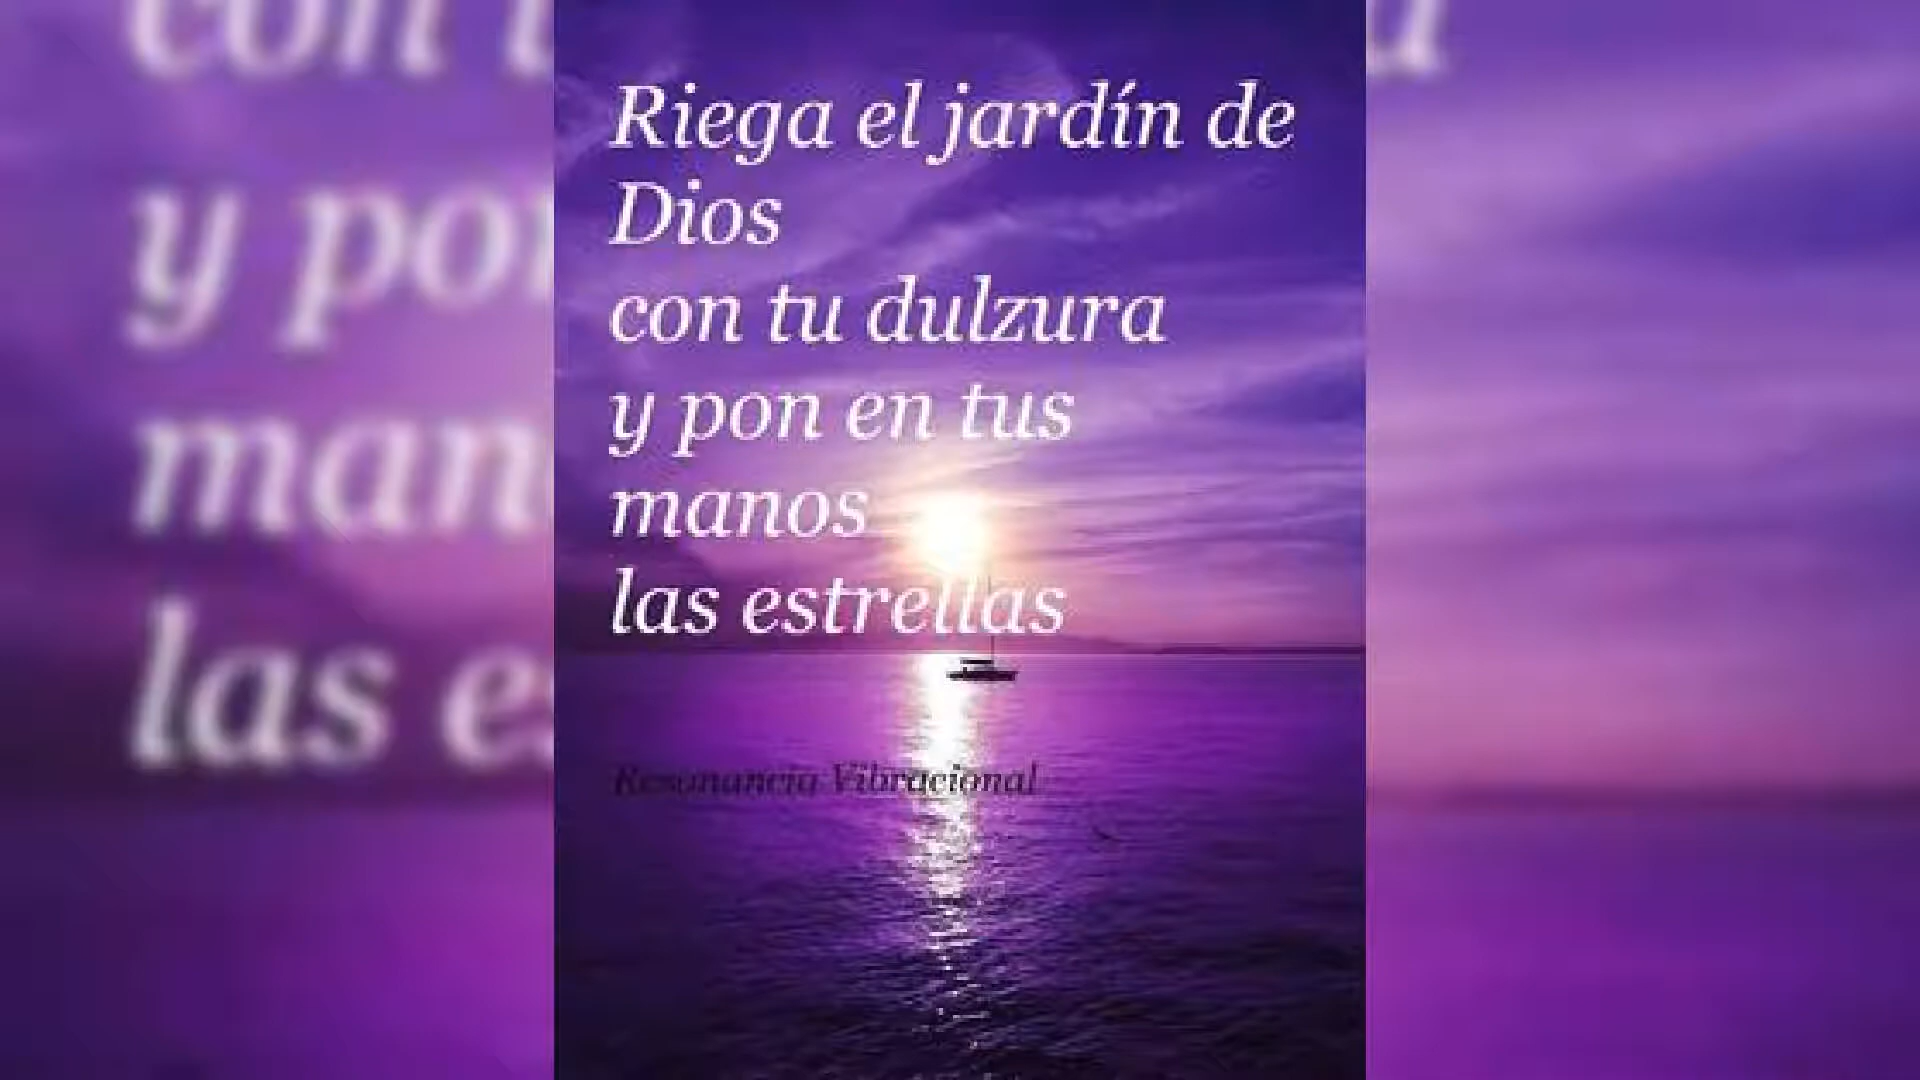 Riega el jardín de
Dios
con tu dulzura
y pon en tus
manos
las estrellas
Resonancia Vibracional